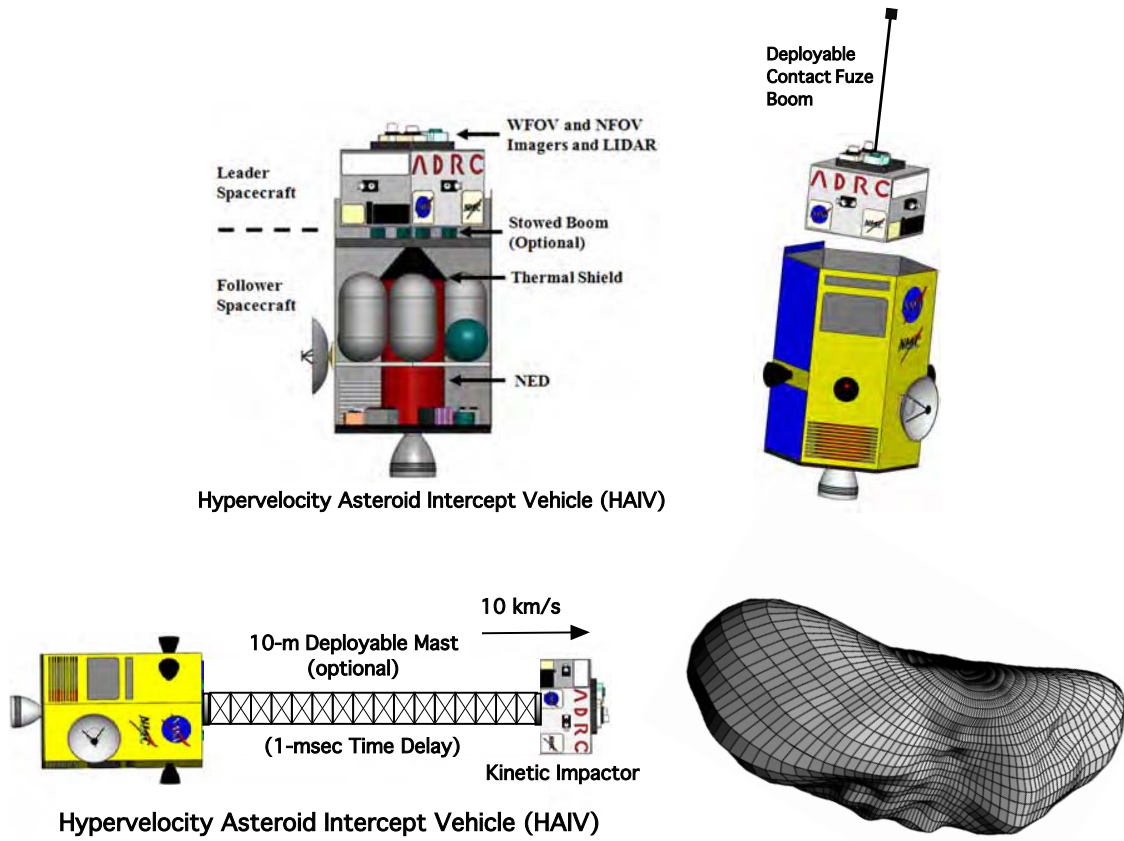 Deployable
Contact Fuze
Boom
WFOV and NFOV
Imagers and LIDAR
Leader
Spacecraft
ADRC
ADRC
Stowed Boom
(Optional)
Thermal Shield
Follower
Spacecraft
NED
Hypervelocity Asteroid Intercept Vehicle (HAIV)
10 km/s
10-m Deployable Mast
(optional)
ADRC
(1-msec Time Delay)
Kinetic Impactor
Hypervelocity Asteroid Intercept Vehicle (HAIV)